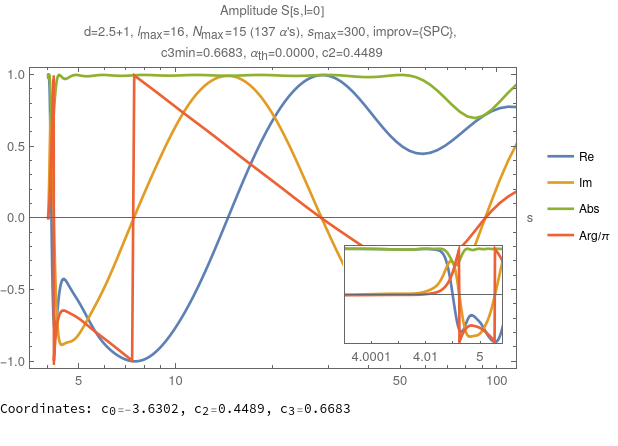 Amplitude S[s,l=0]
d=2.5+1, lmax=16, Nmax=15 (137 α's), smax=300, improv={SPC},
c3min=0.6683, αth=0.0000, c2=0.4489
1.0
0.5
0.0
-0.5
-1.0
5
10
50
100
s
4.0001
4.01
5
Re
Im
Abs
Arg/π
Coordinates: c0=-3.6302, c2=0.4489, c3=0.6683